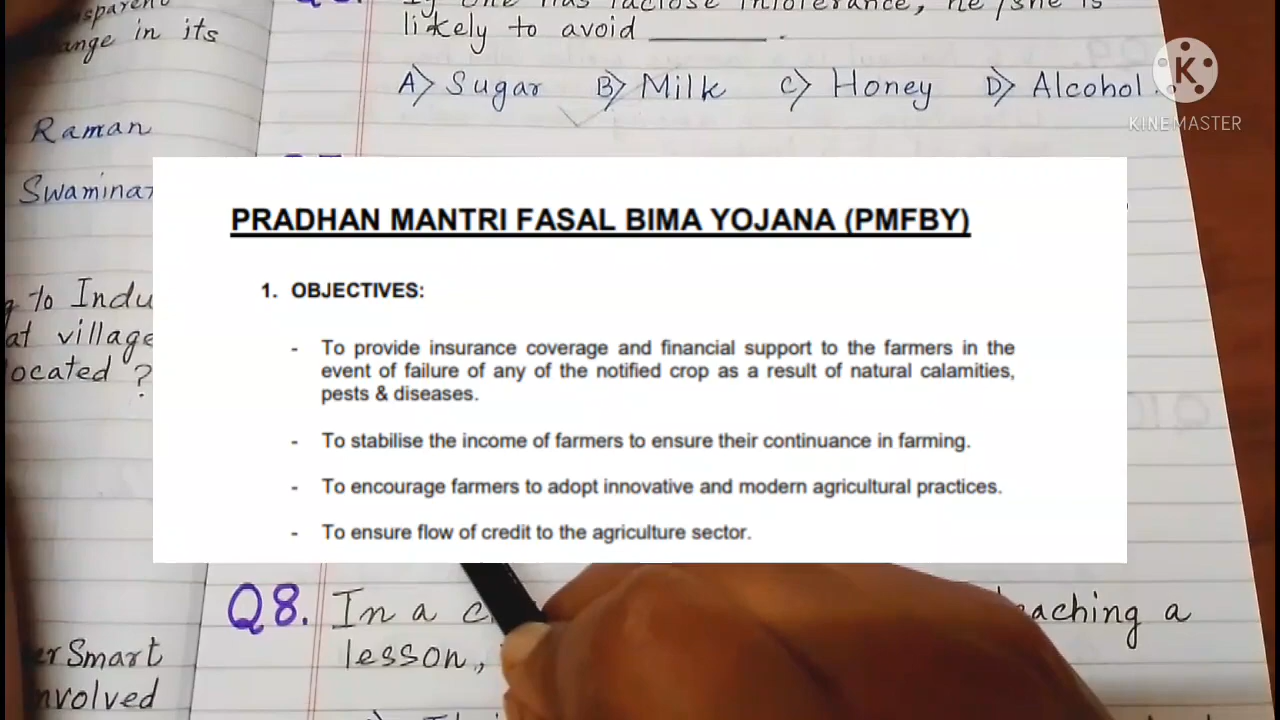 ange in its
Raman
to Indu
at village
ocated ?
Smart
nvolved
likely to avoid ______.
A) Sugar B) Milk C) Honey D) Alcohol.
KINEMASTER
PRADHAN MANTRI FASAL BIMA YOJANA (PMFBY)
1. OBJECTIVES:
- To provide insurance coverage and financial support to the farmers in the
event of failure of any of the notified crop as a result of natural calamities,
pests & diseases.
- To stabilise the income of farmers to ensure their continuance in farming.
- To encourage farmers to adopt innovative and modern agricultural practices.
- To ensure flow of credit to the agriculture sector.
Q8. In a eaching a
lesson,